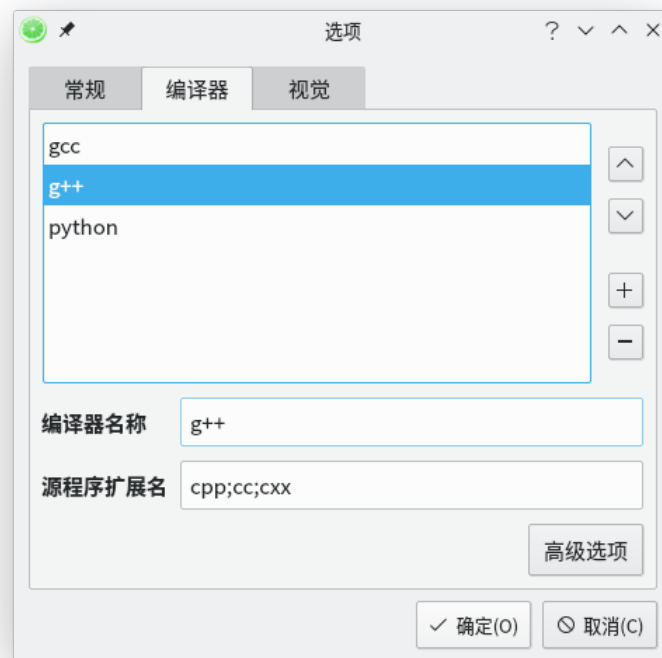 选项
常规 编译器 视觉
gcc
g++
python
编译器名称 g++
源程序扩展名 cpp;cc;cxx
高级选项
确定(O) 取消(C)